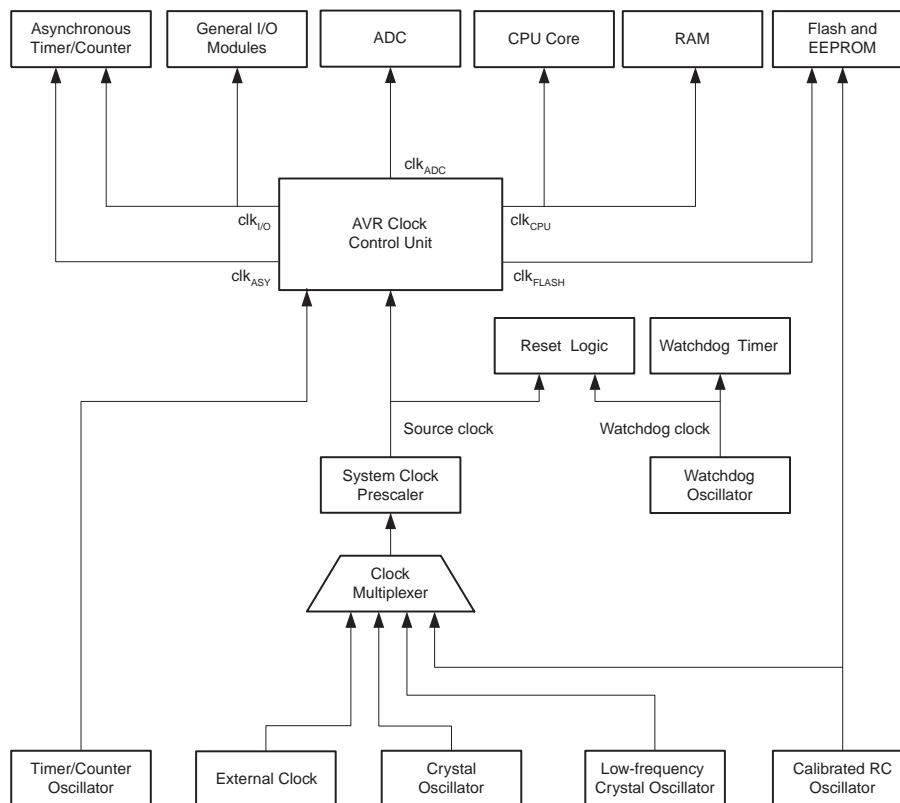 Asynchronous
Timer/Counter
General I/O
Modules
ADC
CPU Core
RAM
Flash and
EEPROM
clkADC
AVR Clock
Control Unit
clkI/O
clkCPU
clkASY
clkFLASH
Reset Logic
Watchdog Timer
Source clock
Watchdog clock
System Clock
Prescaler
Watchdog
Oscillator
Clock
Multiplexer
Timer/Counter
Oscillator
External Clock
Crystal
Oscillator
Low-frequency
Crystal Oscillator
Calibrated RC
Oscillator